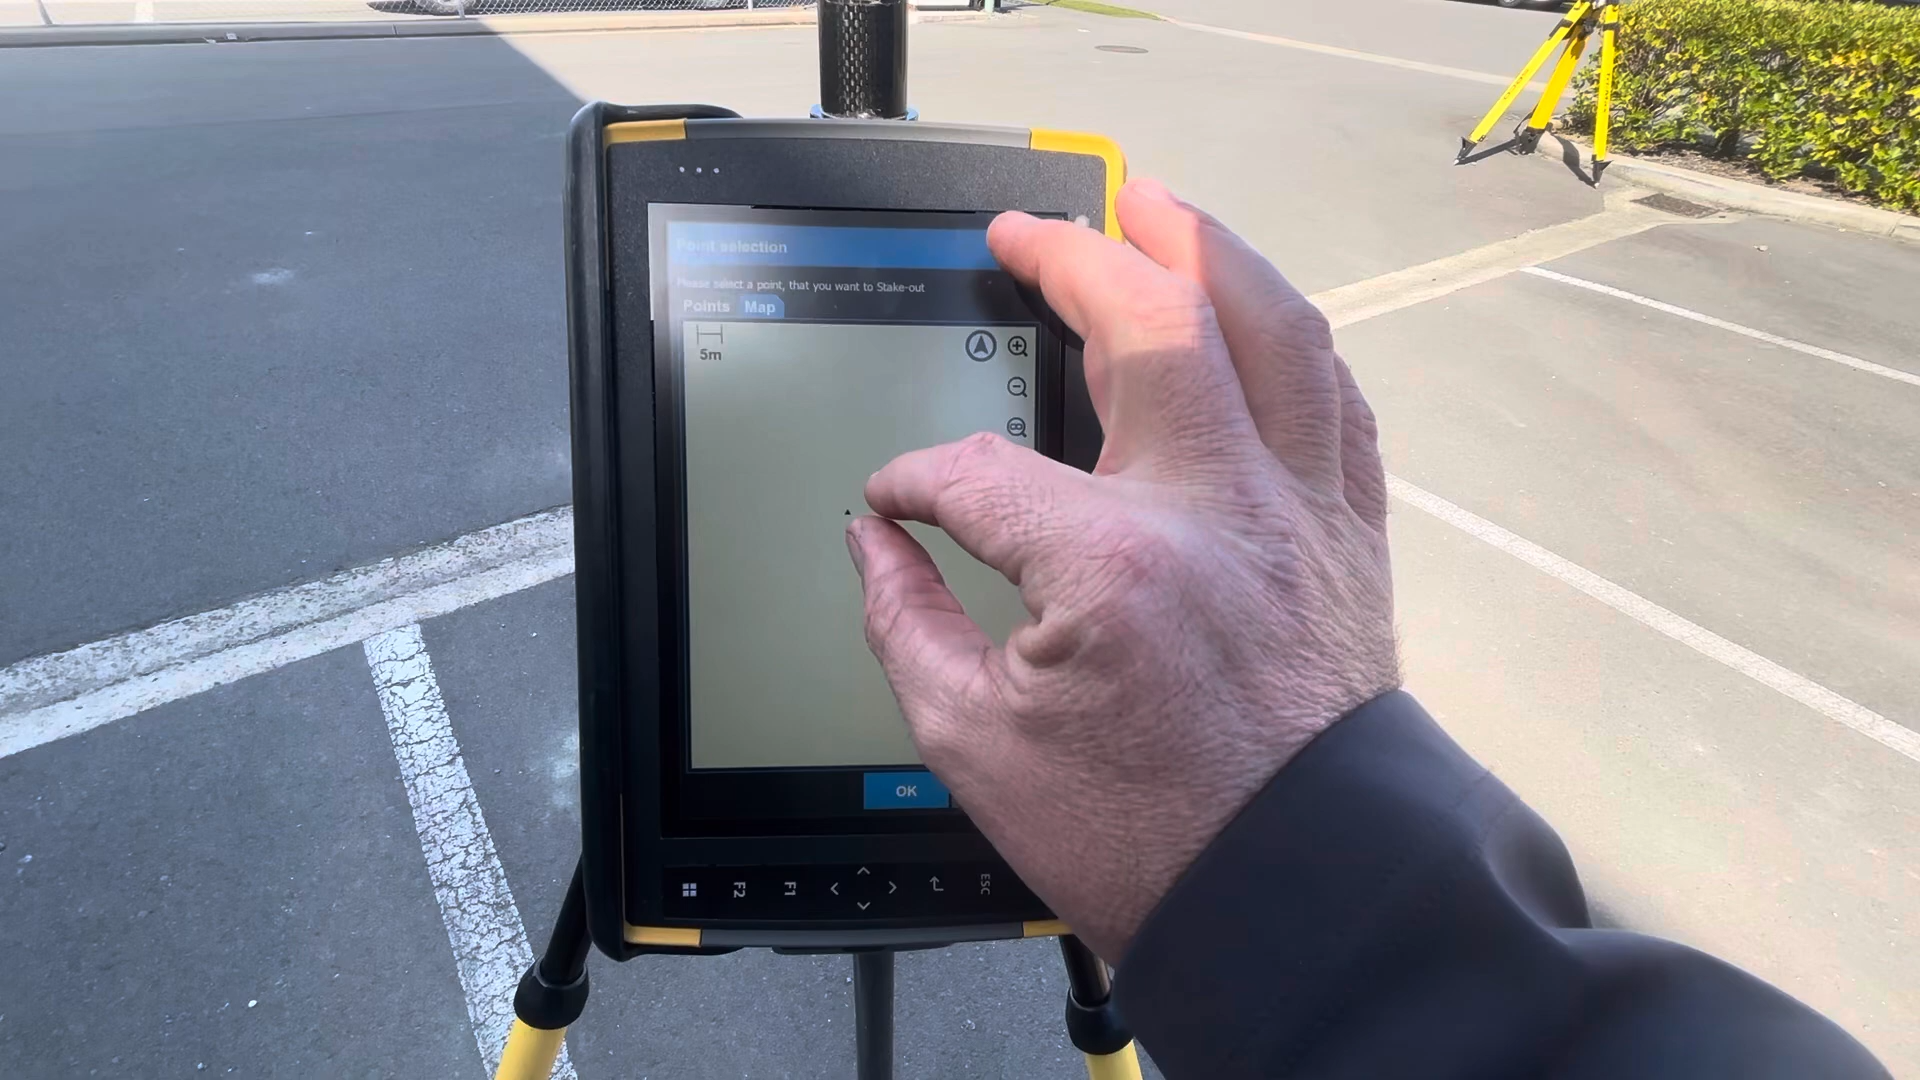 Point selection
Please select a point, that you want to Stake-out
Points Map
5m
OK
F2 F1 ESC